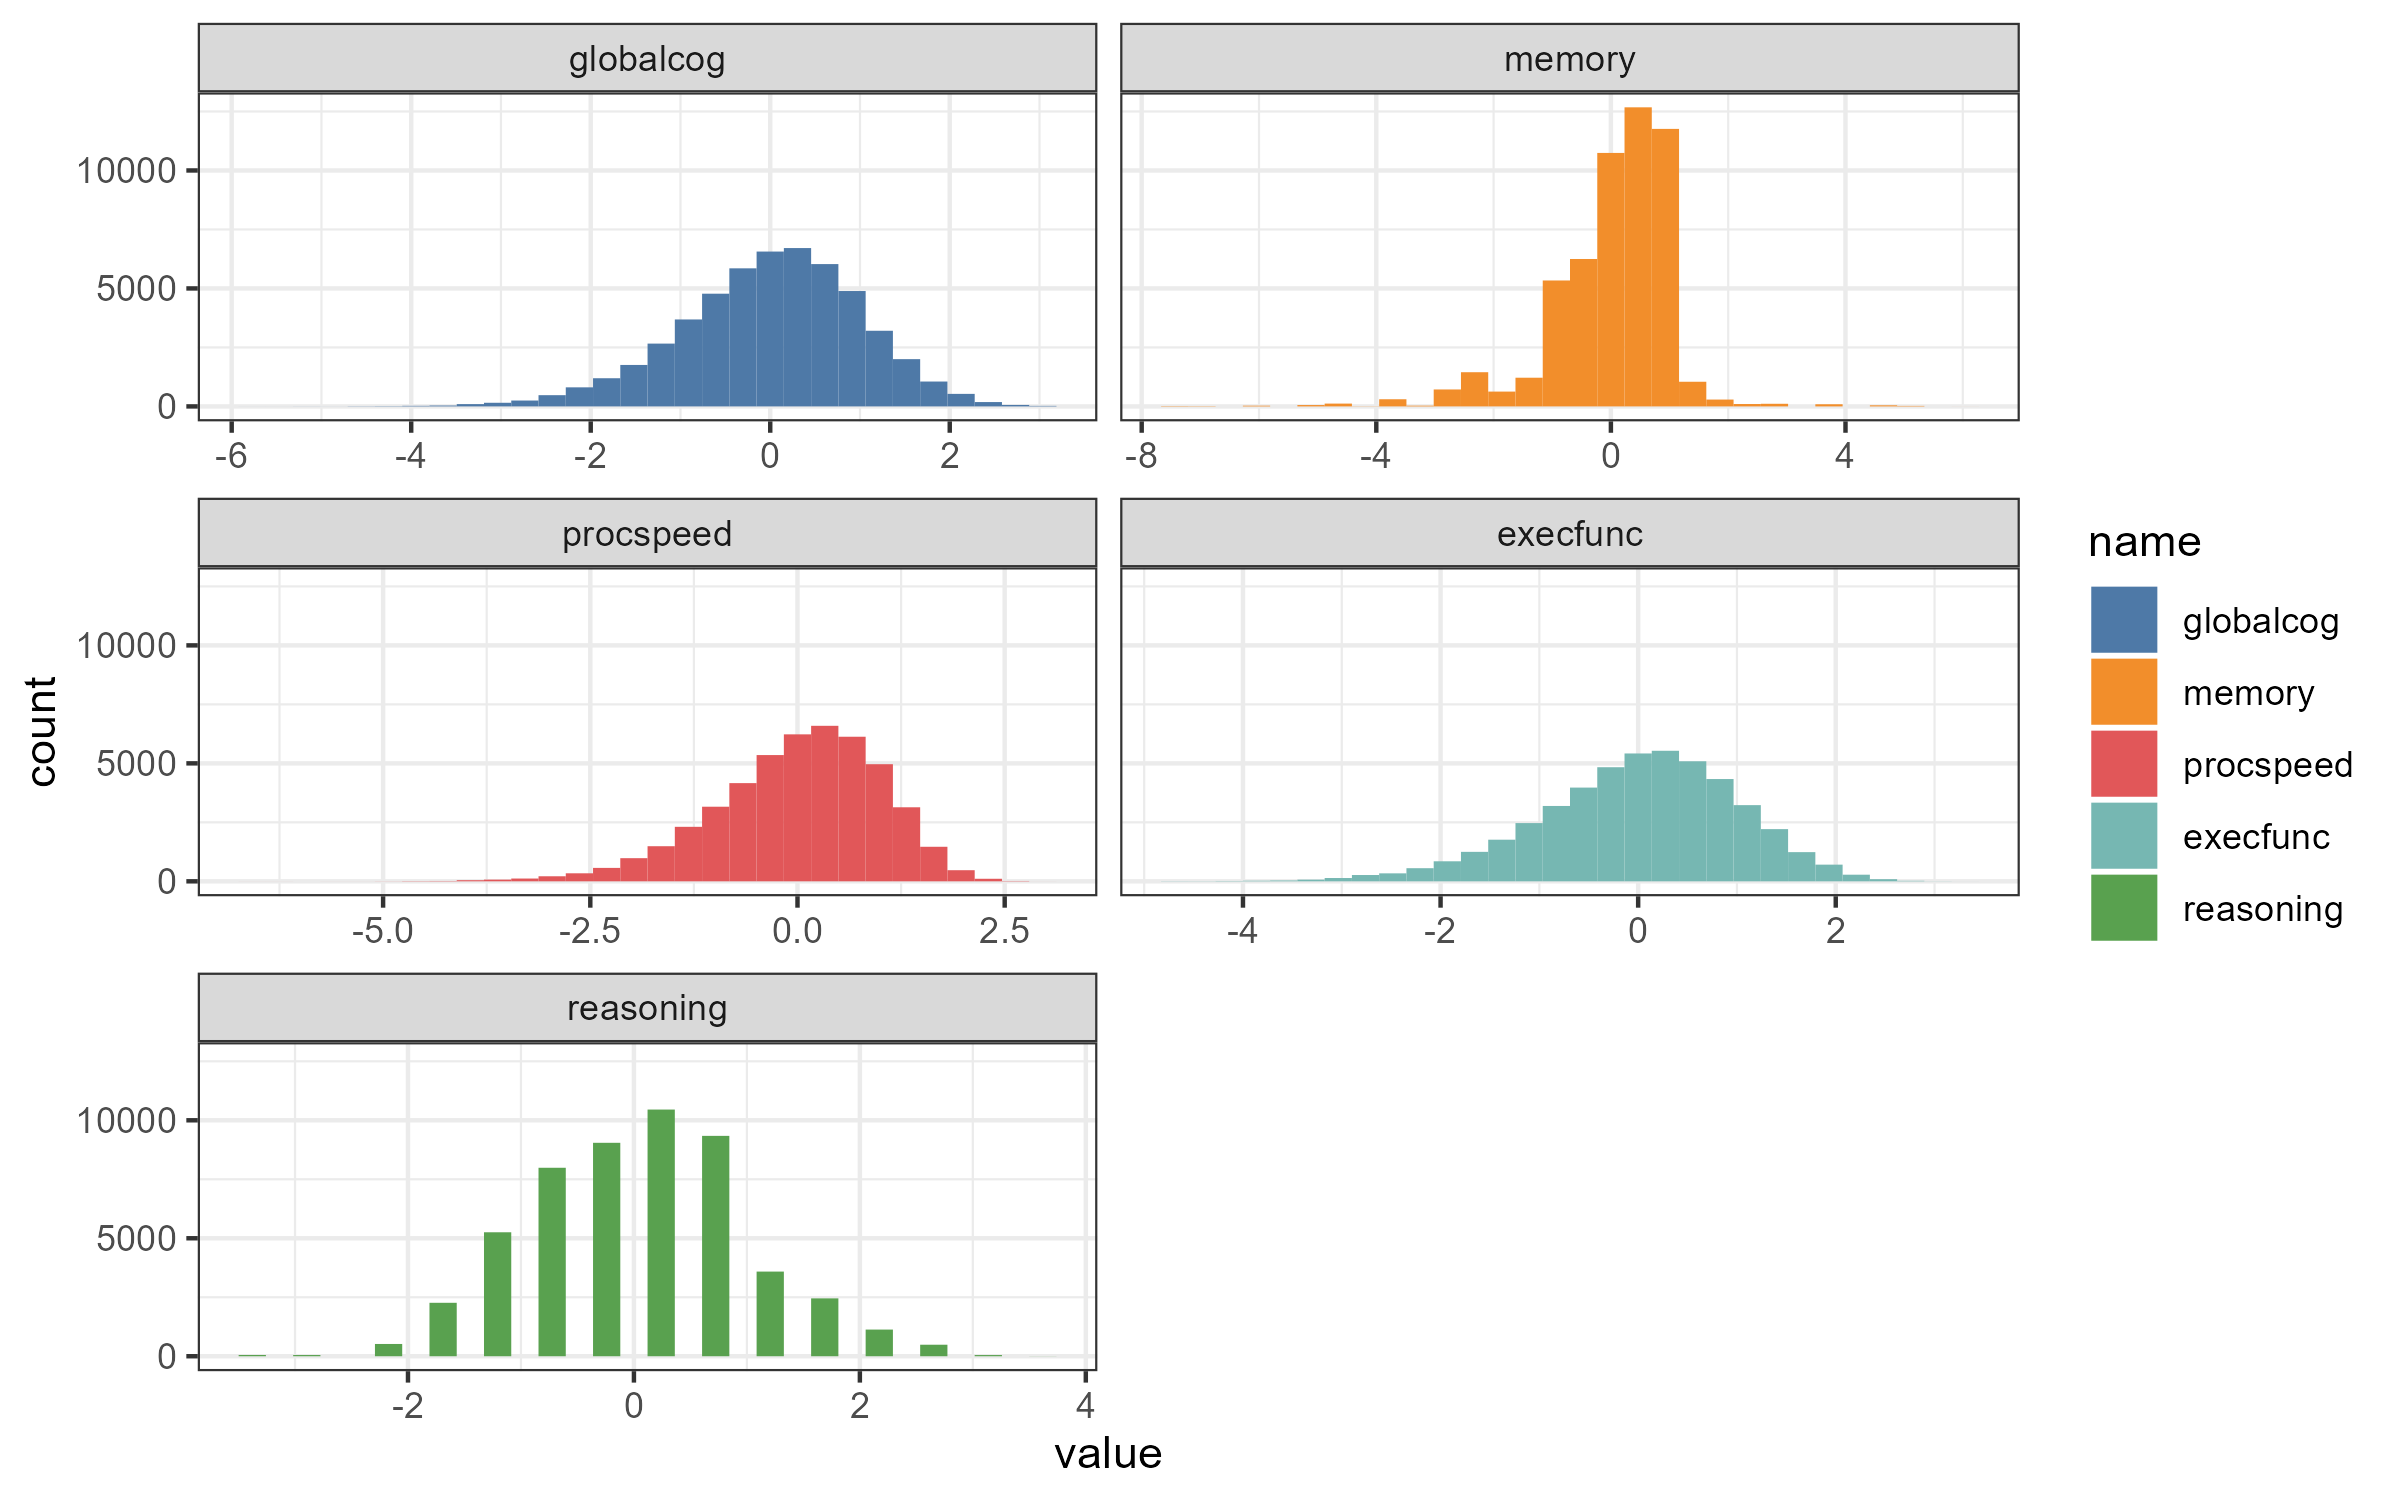 globalcog
memory
10000
5000
0
-6 -4 -2 0 2
-8 -4 0 4
procspeed
execfunc
10000
5000
0
-5.0 -2.5 0.0 2.5
-4 -2 0 2
reasoning
10000
5000
0
-2 0 2 4
value
count
name
globalcog
memory
procspeed
execfunc
reasoning